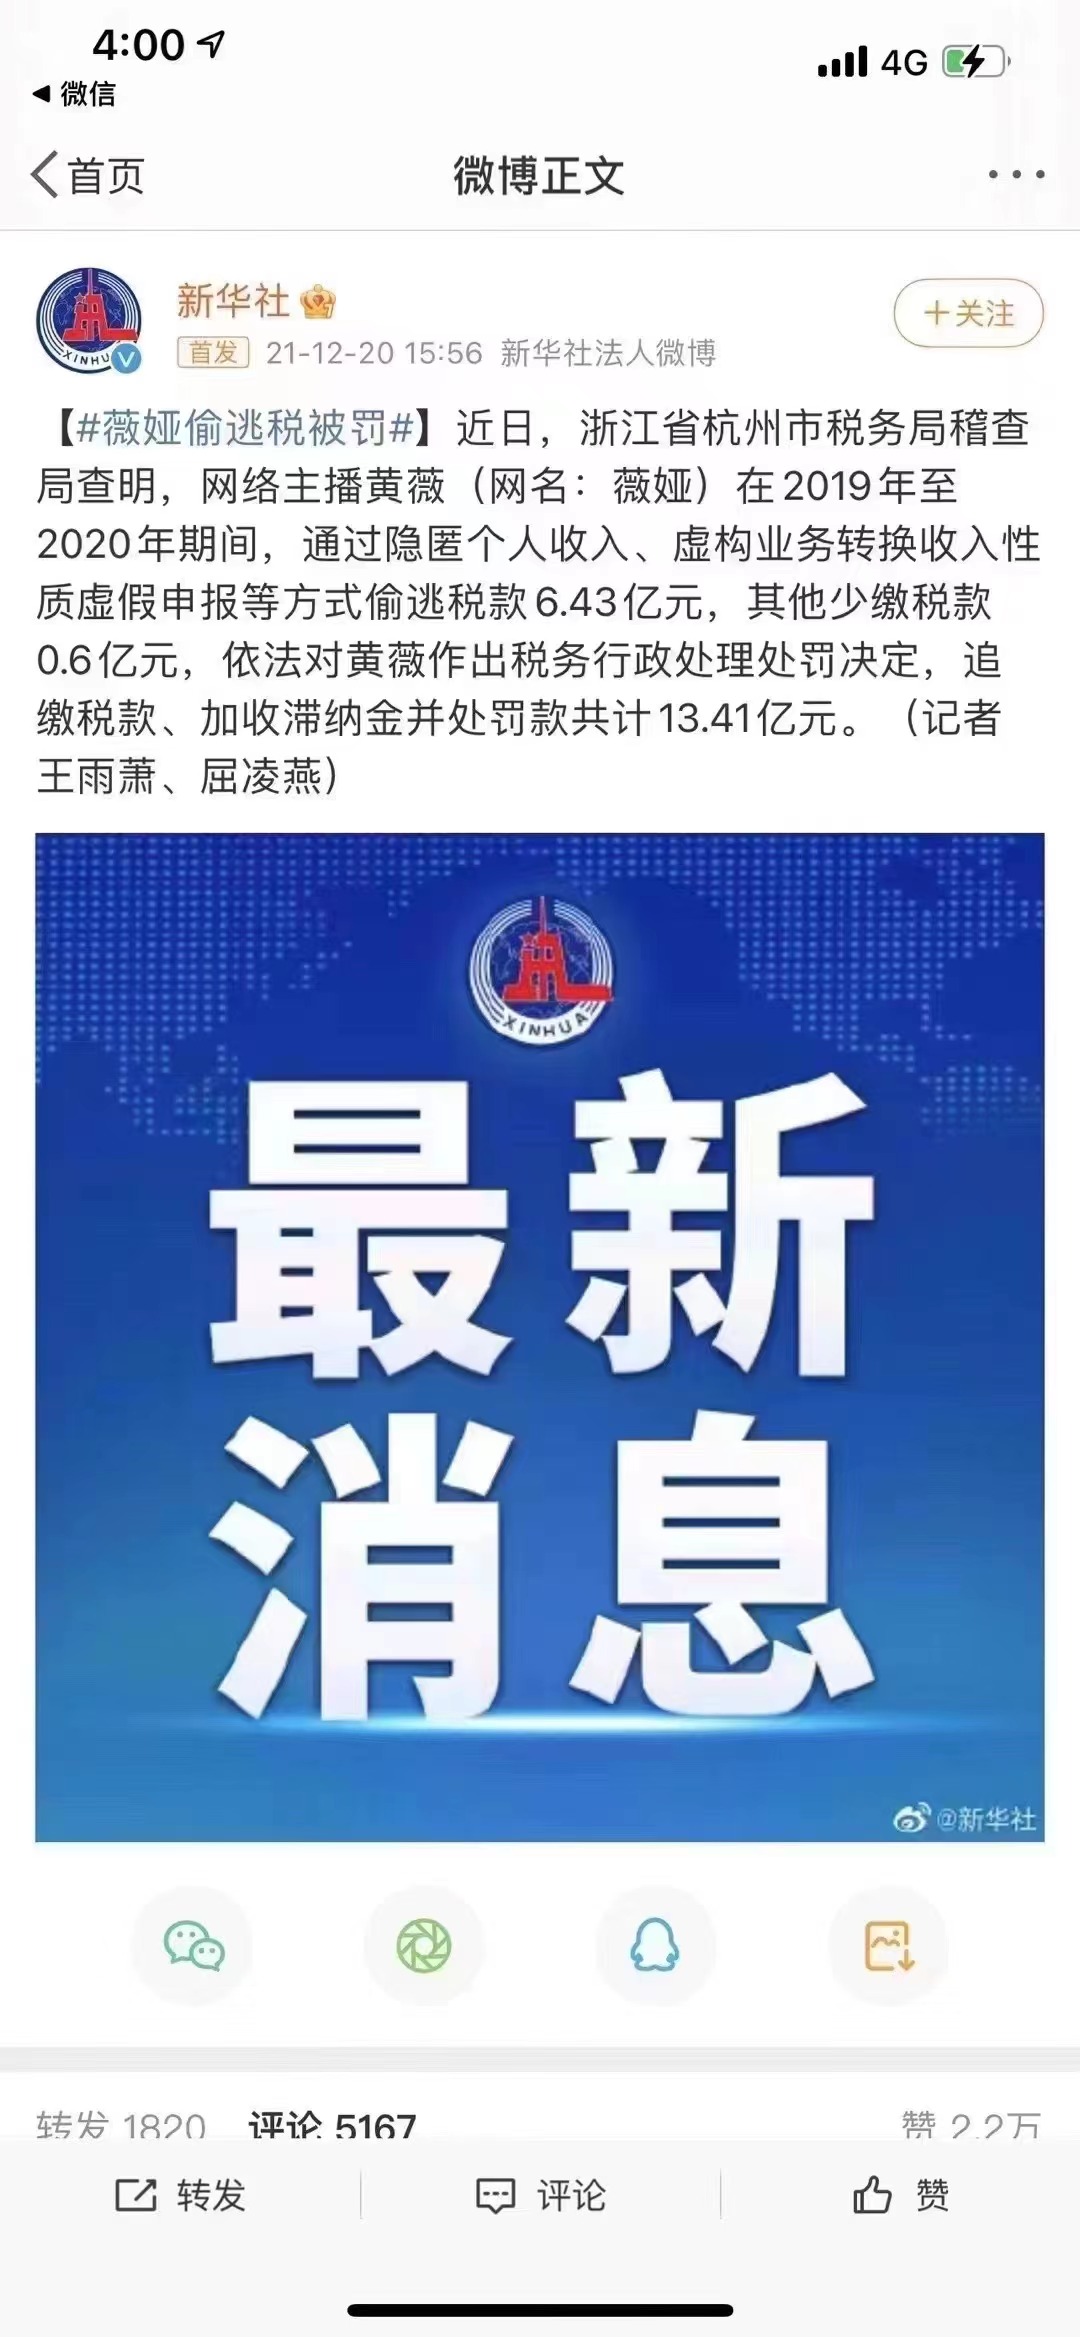 4:00
4G
微信
首页
微博正文
新华社
+关注
首发 21-12-20 15:56 新华社法人微博
【#薇娅偷逃税被罚#】近日，浙江省杭州市税务局稽查
局查明，网络主播黄薇（网名：薇娅）在2019年至
2020年期间，通过隐匿个人收入、虚构业务转换收入性
质虚假申报等方式偷逃税款6.43亿元，其他少缴税款
0.6亿元，依法对黄薇作出税务行政处理处罚决定，追
缴税款、加收滞纳金并处罚款共计13.41亿元。（记者
王雨萧、屈凌燕）
XINHUA
最新
消息
@新华社
转发 1820 评论 5167 赞 2.2万
转发 评论 赞